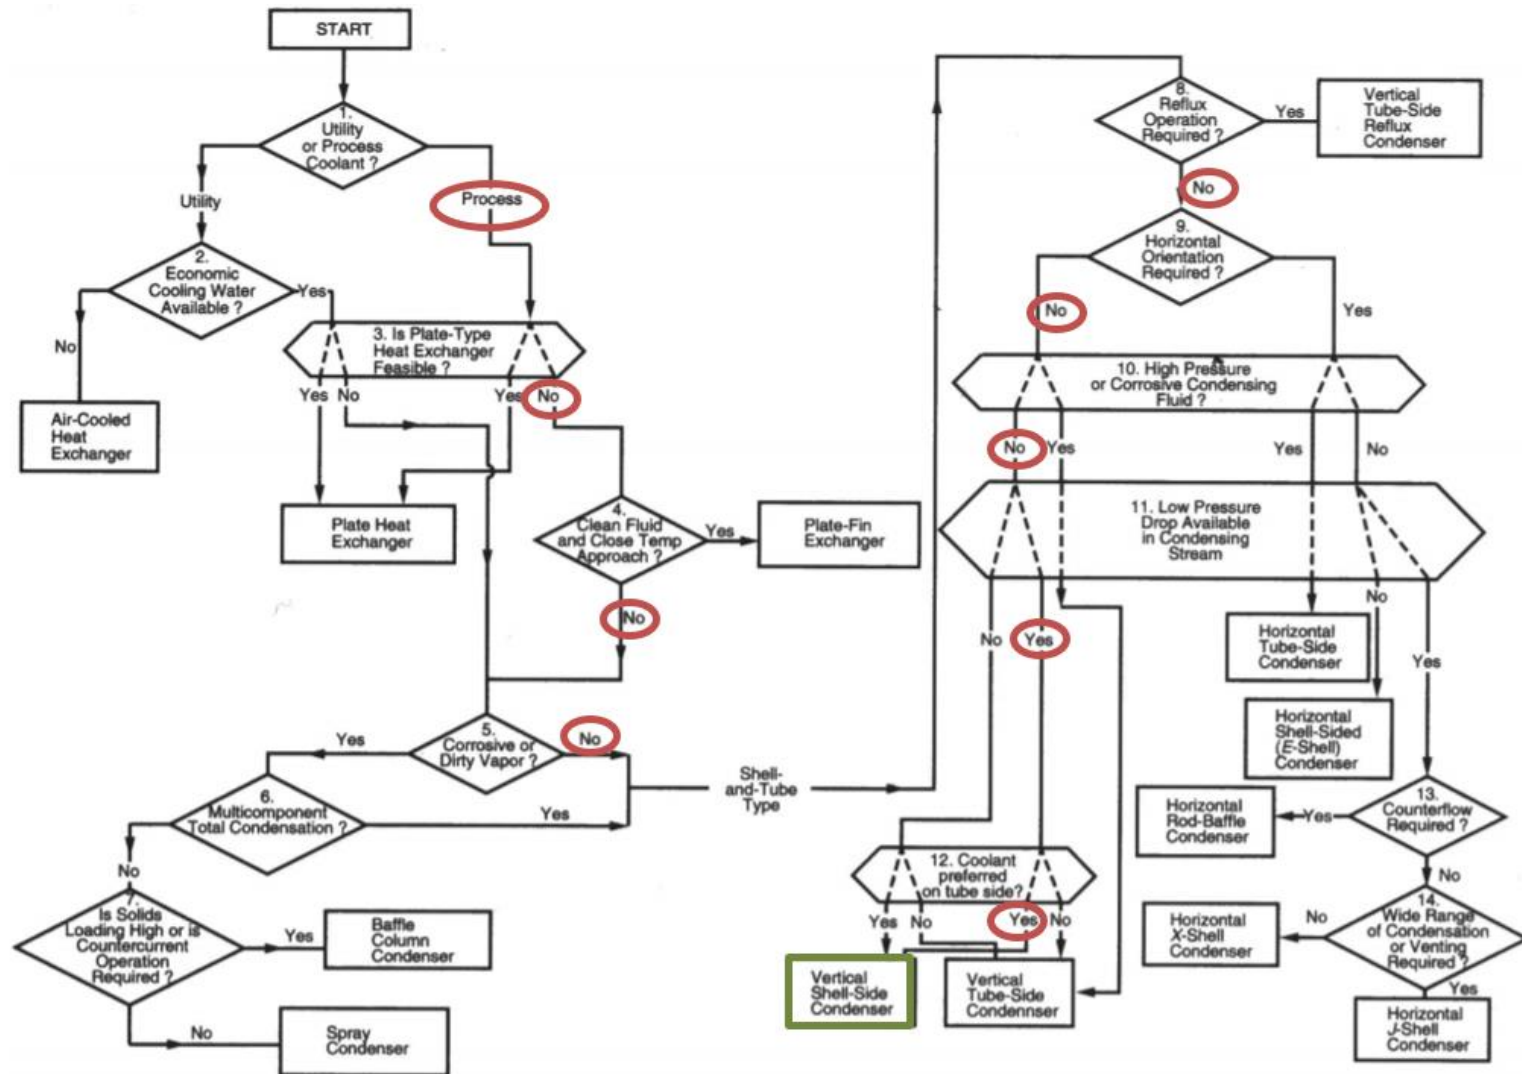 START
1.
Utility
or Process
Coolant ?
Utility
Process
2.
Economic
Cooling Water
Available ?
Yes
No
3. Is Plate-Type
Heat Exchanger
Feasible ?
Yes
No
Yes
No
Air-Cooled
Heat
Exchanger
Plate Heat
Exchanger
4.
Clean Fluid
and Close Temp
Approach ?
Yes
Plate-Fin
Exchanger
No
5.
Corrosive or
Dirty Vapor ?
Yes
No
6.
Multicomponent
Total Condensation ?
Yes
No
Shell-
and-Tube
Type
7.
Is Solids
Loading High or is
Countercurrent
Operation
Required ?
Yes
Baffle
Column
Condenser
No
Spray
Condenser
8.
Reflux
Operation
Required ?
Yes
Vertical
Tube-Side
Reflux
Condenser
No
9.
Horizontal
Orientation
Required ?
No
Yes
10. High Pressure
or Corrosive Condensing
Fluid ?
No
Yes
Yes
No
11. Low Pressure
Drop Available
in Condensing
Stream
No
Yes
No
Yes
Horizontal
Tube-Side
Condenser
Horizontal
Shell-Sided
(E-Shell)
Condenser
12. Coolant
preferred
on tube side?
Yes
No
Yes
No
Vertical
Shell-Side
Condenser
Vertical
Tube-Side
Condennser
13.
Counterflow
Required ?
Yes
Horizontal
Rod-Baffle
Condenser
No
14.
Wide Range
of Condensation
or Venting
Required ?
No
Horizontal
X-Shell
Condenser
Yes
Horizontal
J-Shell
Condenser